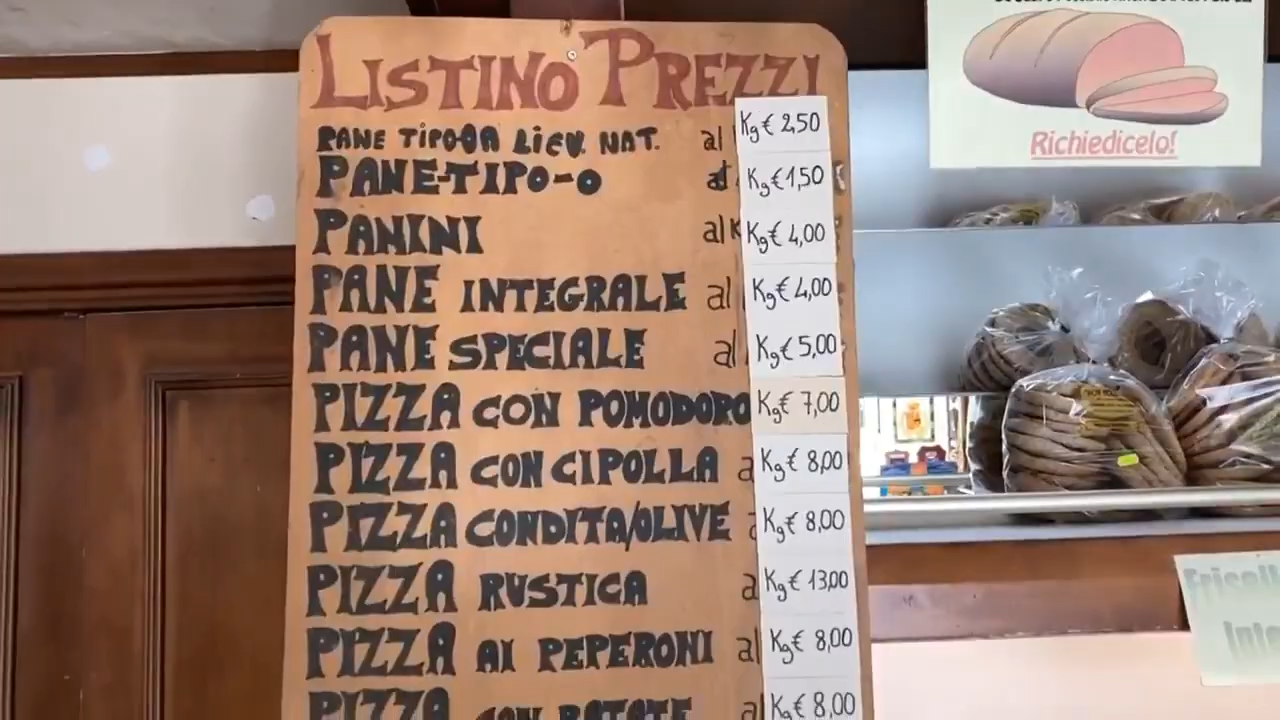 LISTINO PREZZI
PANE TIPO-0A LIEV. NAT. al Kg € 2,50
PANE-TIPO-0 al Kg € 1,50
PANINI al K Kg € 4,00
PANE INTEGRALE al Kg € 4,00
PANE SPECIALE al Kg € 5,00
PIZZA CON POMODORO Kg € 7,00
PIZZA CON CIPOLLA a Kg € 8,00
PIZZA CONDITA/OLIVE a Kg € 8,00
PIZZA RUSTICA a Kg € 13,00
PIZZA AI PEPERONI al Kg € 8,00
PIZZA CON PATATE al Kg € 8,00
Richiedicelo!